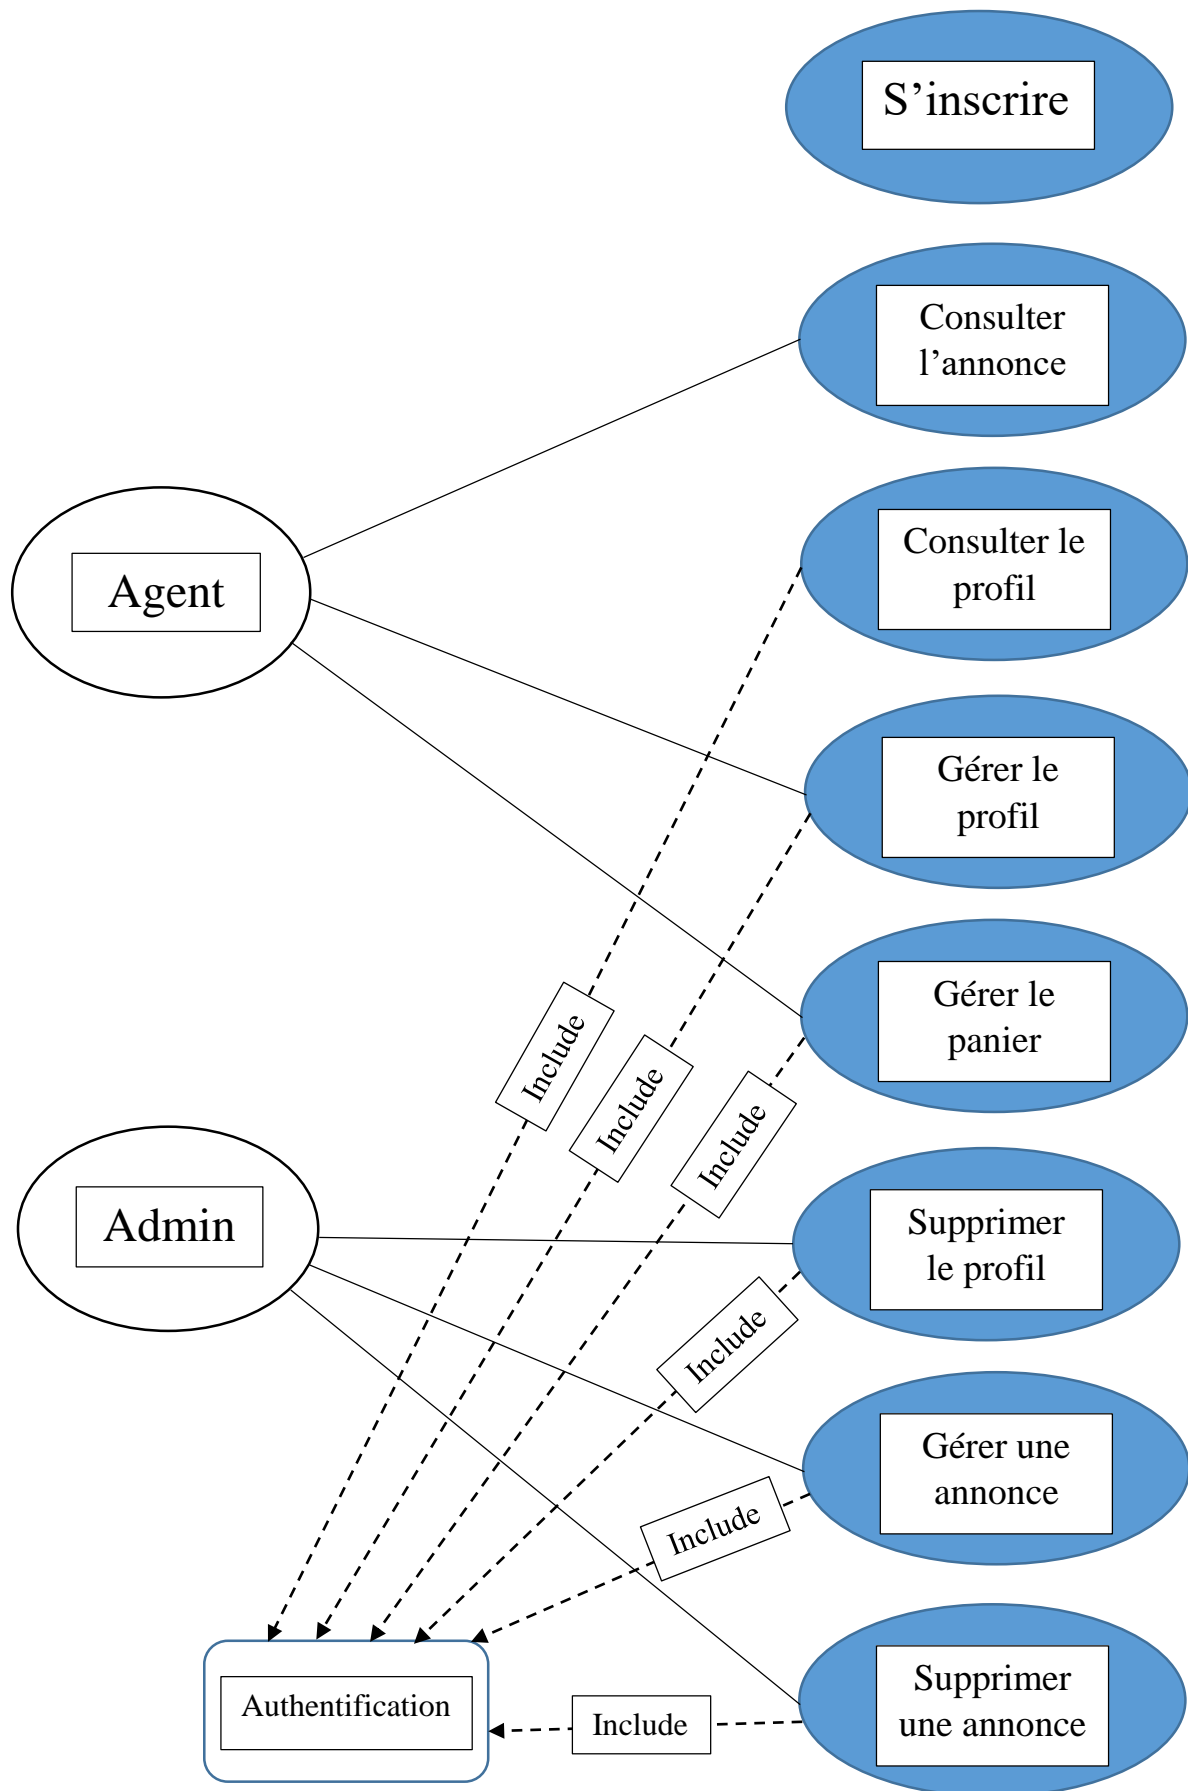 S’inscrire
Consulter
l’annonce
Consulter le
profil
Agent
Gérer le
profil
Gérer le
panier
Include
Include
Include
Admin
Supprimer
le profil
Include
Gérer une
annonce
Include
Supprimer
une annonce
Authentification
Include